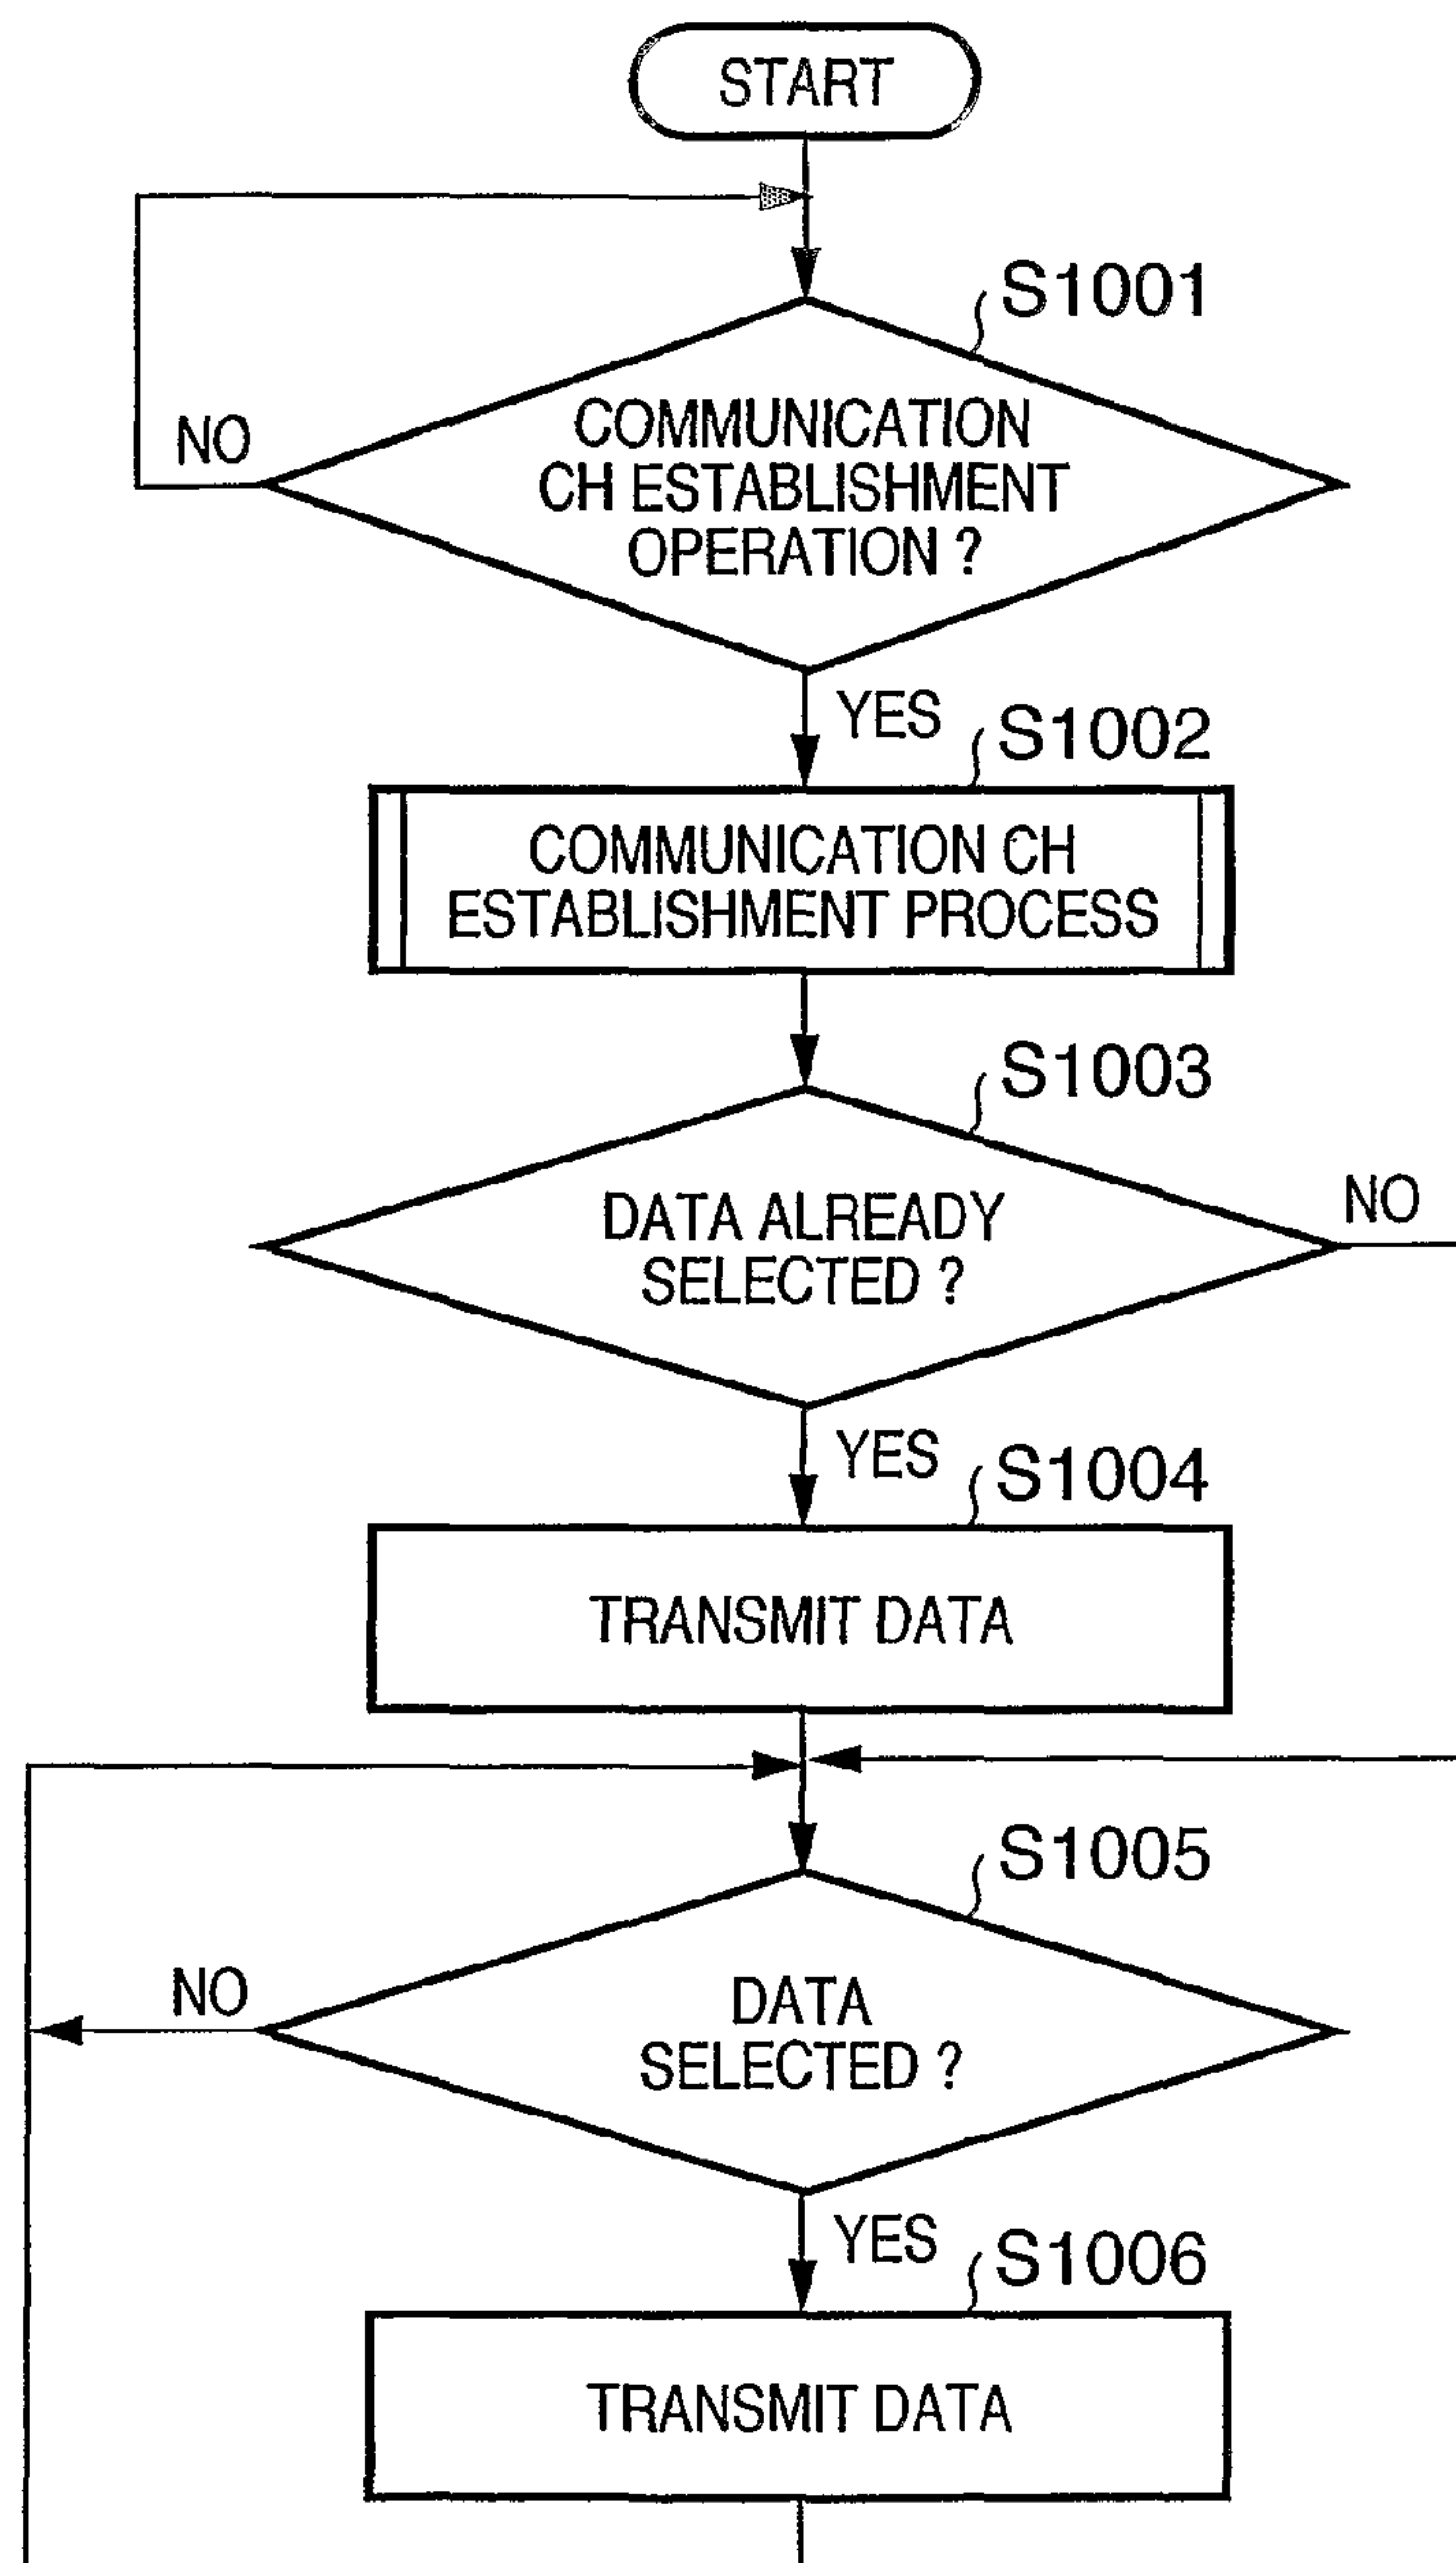 START
S1001
COMMUNICATION
NO
CH ESTABLISHMENT
OPERATION ?
YES
S1002
COMMUNICATION CH
ESTABLISHMENT PROCESS
S1003
DATA ALREADY
NO
SELECTED ?
YES
S1004
TRANSMIT DATA
S1005
NO
DATA
SELECTED ?
YES
S1006
TRANSMIT DATA